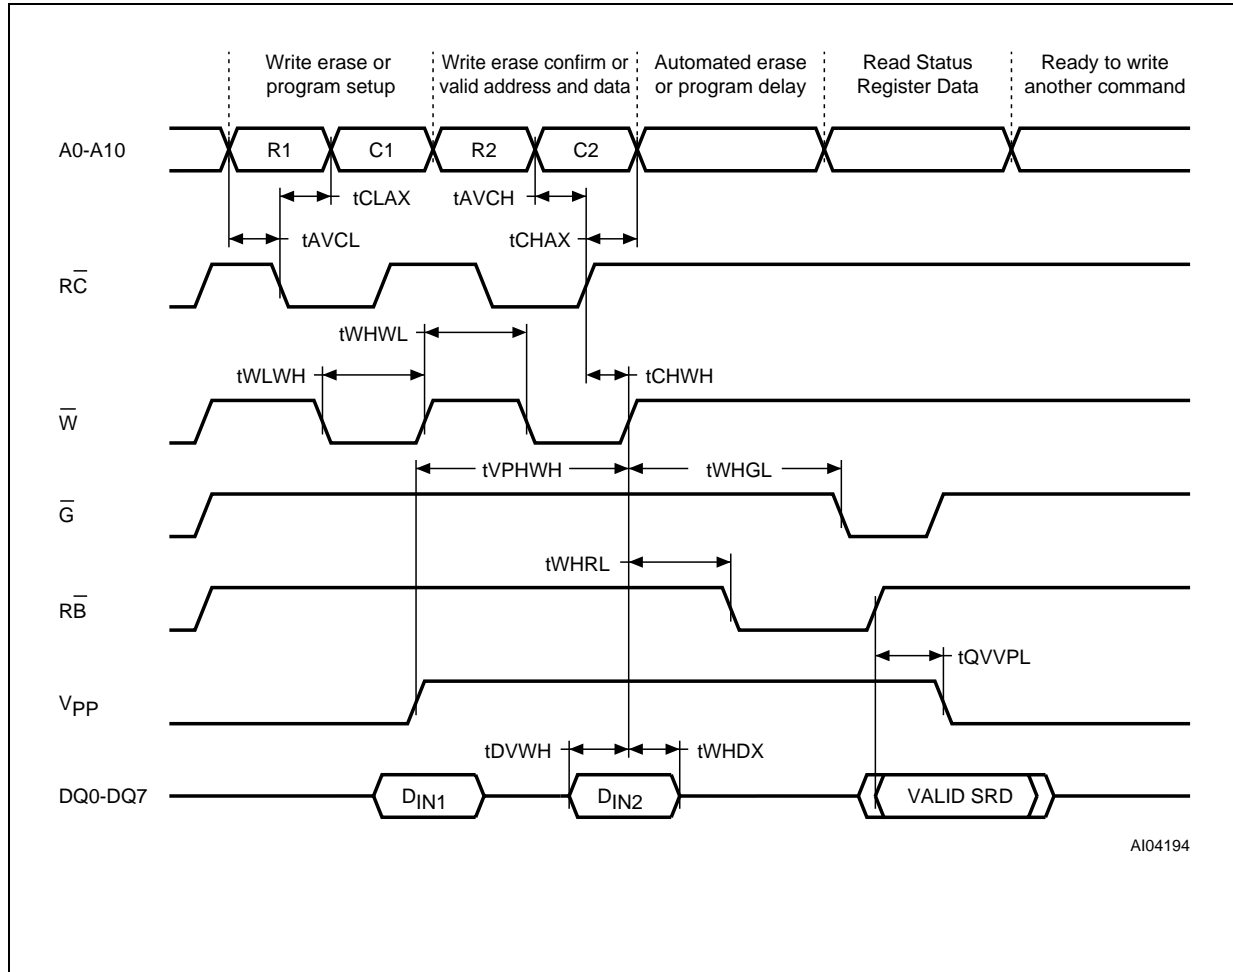 Write erase or
program setup
Write erase confirm or
valid address and data
Automated erase
or program delay
Read Status
Register Data
Ready to write
another command
A0-A10
R1
C1
R2
C2
tCLAX
tAVCH
tAVCL
tCHAX
RC̅
tWHWL
tWLWH
tCHWH
W̅
tVPHWH
tWHGL
G̅
tWHRL
RB̅
tQVVPL
VPP
tDVWH
tWHDX
DQ0-DQ7
DIN1
DIN2
VALID SRD
AI04194